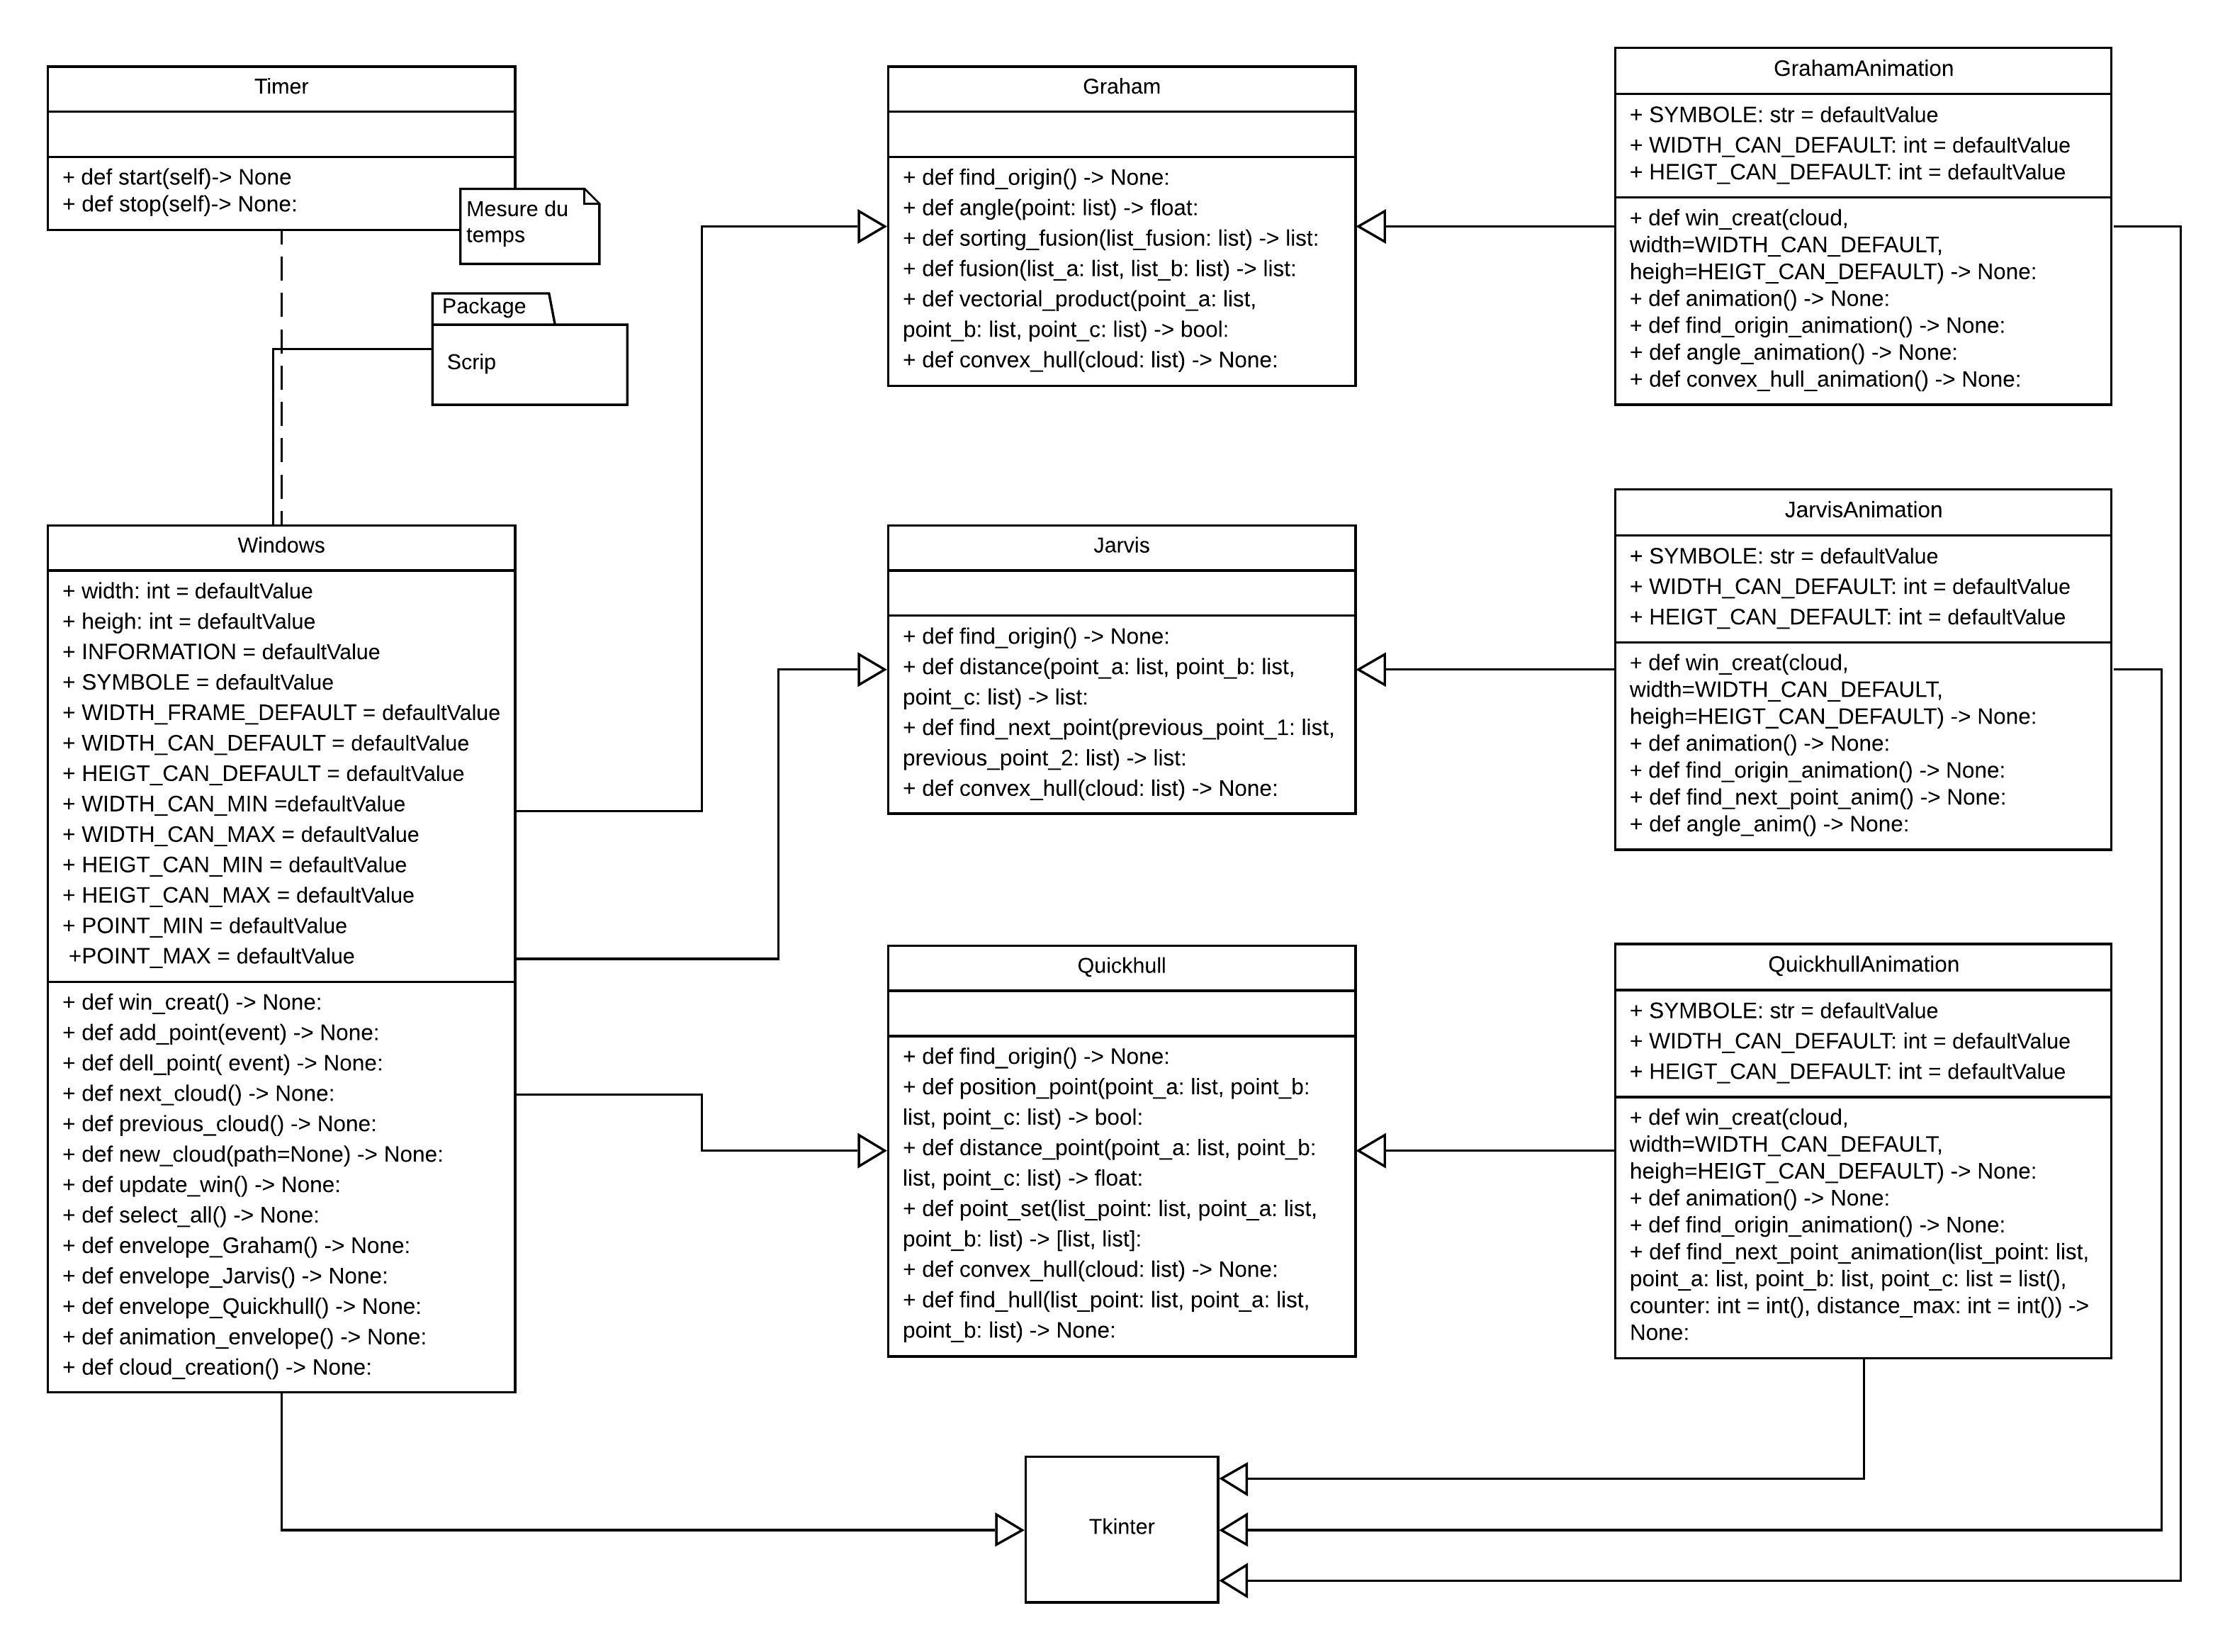 Timer
+ def start(self)-> None
+ def stop(self)-> None:
Mesure du
temps
Package
Scrip
Windows
+ width: int = defaultValue
+ heigh: int = defaultValue
+ INFORMATION = defaultValue
+ SYMBOLE = defaultValue
+ WIDTH_FRAME_DEFAULT = defaultValue
+ WIDTH_CAN_DEFAULT = defaultValue
+ HEIGT_CAN_DEFAULT = defaultValue
+ WIDTH_CAN_MIN =defaultValue
+ WIDTH_CAN_MAX = defaultValue
+ HEIGT_CAN_MIN = defaultValue
+ HEIGT_CAN_MAX = defaultValue
+ POINT_MIN = defaultValue
+POINT_MAX = defaultValue
+ def win_creat() -> None:
+ def add_point(event) -> None:
+ def dell_point( event) -> None:
+ def next_cloud() -> None:
+ def previous_cloud() -> None:
+ def new_cloud(path=None) -> None:
+ def update_win() -> None:
+ def select_all() -> None:
+ def envelope_Graham() -> None:
+ def envelope_Jarvis() -> None:
+ def envelope_Quickhull() -> None:
+ def animation_envelope() -> None:
+ def cloud_creation() -> None:
Graham
+ def find_origin() -> None:
+ def angle(point: list) -> float:
+ def sorting_fusion(list_fusion: list) -> list:
+ def fusion(list_a: list, list_b: list) -> list:
+ def vectorial_product(point_a: list,
point_b: list, point_c: list) -> bool:
+ def convex_hull(cloud: list) -> None:
Jarvis
+ def find_origin() -> None:
+ def distance(point_a: list, point_b: list,
point_c: list) -> list:
+ def find_next_point(previous_point_1: list,
previous_point_2: list) -> list:
+ def convex_hull(cloud: list) -> None:
Quickhull
+ def find_origin() -> None:
+ def position_point(point_a: list, point_b:
list, point_c: list) -> bool:
+ def distance_point(point_a: list, point_b:
list, point_c: list) -> float:
+ def point_set(list_point: list, point_a: list,
point_b: list) -> [list, list]:
+ def convex_hull(cloud: list) -> None:
+ def find_hull(list_point: list, point_a: list,
point_b: list) -> None:
GrahamAnimation
+ SYMBOLE: str = defaultValue
+ WIDTH_CAN_DEFAULT: int = defaultValue
+ HEIGT_CAN_DEFAULT: int = defaultValue
+ def win_creat(cloud,
width=WIDTH_CAN_DEFAULT,
heigh=HEIGT_CAN_DEFAULT) -> None:
+ def animation() -> None:
+ def find_origin_animation() -> None:
+ def angle_animation() -> None:
+ def convex_hull_animation() -> None:
JarvisAnimation
+ SYMBOLE: str = defaultValue
+ WIDTH_CAN_DEFAULT: int = defaultValue
+ HEIGT_CAN_DEFAULT: int = defaultValue
+ def win_creat(cloud,
width=WIDTH_CAN_DEFAULT,
heigh=HEIGT_CAN_DEFAULT) -> None:
+ def animation() -> None:
+ def find_origin_animation() -> None:
+ def find_next_point_anim() -> None:
+ def angle_anim() -> None:
QuickhullAnimation
+ SYMBOLE: str = defaultValue
+ WIDTH_CAN_DEFAULT: int = defaultValue
+ HEIGT_CAN_DEFAULT: int = defaultValue
+ def win_creat(cloud,
width=WIDTH_CAN_DEFAULT,
heigh=HEIGT_CAN_DEFAULT) -> None:
+ def animation() -> None:
+ def find_origin_animation() -> None:
+ def find_next_point_animation(list_point: list,
point_a: list, point_b: list, point_c: list = list(),
counter: int = int(), distance_max: int = int()) ->
None:
Tkinter